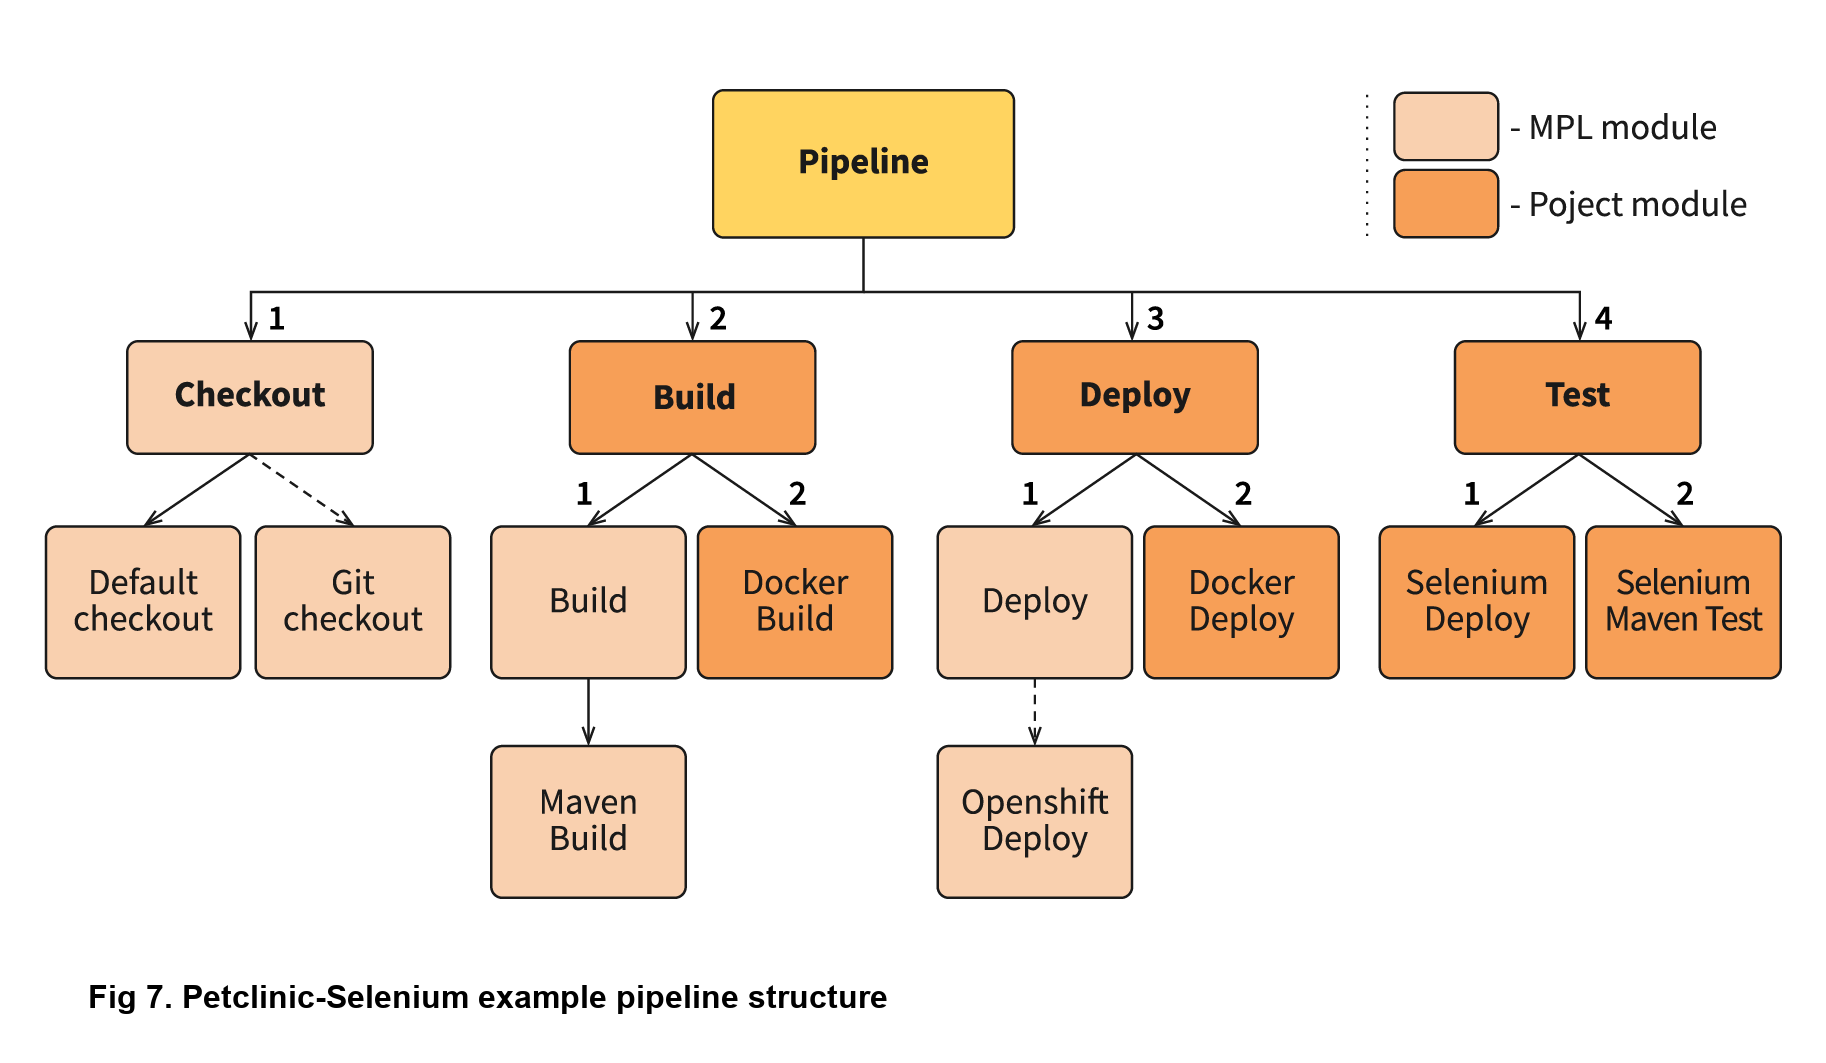 Pipeline
- MPL module
- Poject module
1
2
3
4
Checkout
Build
Deploy
Test
1
2
1
2
1
2
Default
checkout
Git
checkout
Build
Docker
Build
Deploy
Docker
Deploy
Selenium
Deploy
Selenium
Maven Test
Maven
Build
Openshift
Deploy
Fig 7. Petclinic-Selenium example pipeline structure